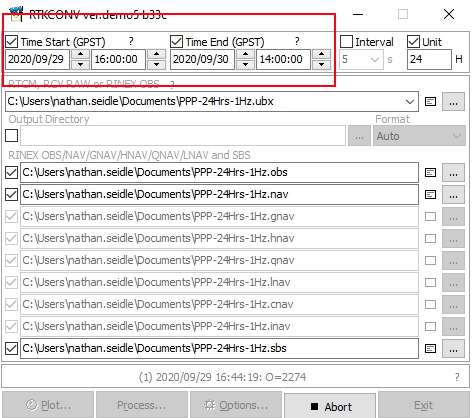 RTKCONV ver.demo5 b33c
Time Start (GPST) ? Time End (GPST) ? Interval Unit
2020/09/29 16:00:00 2020/09/30 14:00:00 5 s 24 H
RTCM, RCV RAW or RINEX OBS ?
C:\Users\nathan.seidle\Documents\PPP-24Hrs-1Hz.ubx ...
Output Directory Format
... Auto
RINEX OBS/NAV/GNAV/HNAV/QNAV/LNAV and SBS
C:\Users\nathan.seidle\Documents\PPP-24Hrs-1Hz.obs ...
C:\Users\nathan.seidle\Documents\PPP-24Hrs-1Hz.nav ...
C:\Users\nathan.seidle\Documents\PPP-24Hrs-1Hz.gnav ...
C:\Users\nathan.seidle\Documents\PPP-24Hrs-1Hz.hnav ...
C:\Users\nathan.seidle\Documents\PPP-24Hrs-1Hz.qnav ...
C:\Users\nathan.seidle\Documents\PPP-24Hrs-1Hz.lnav ...
C:\Users\nathan.seidle\Documents\PPP-24Hrs-1Hz.cnav ...
C:\Users\nathan.seidle\Documents\PPP-24Hrs-1Hz.inav ...
C:\Users\nathan.seidle\Documents\PPP-24Hrs-1Hz.sbs ...
(1) 2020/09/29 16:44:19: O=2274 ?
Plot... Process... Options... Abort Exit